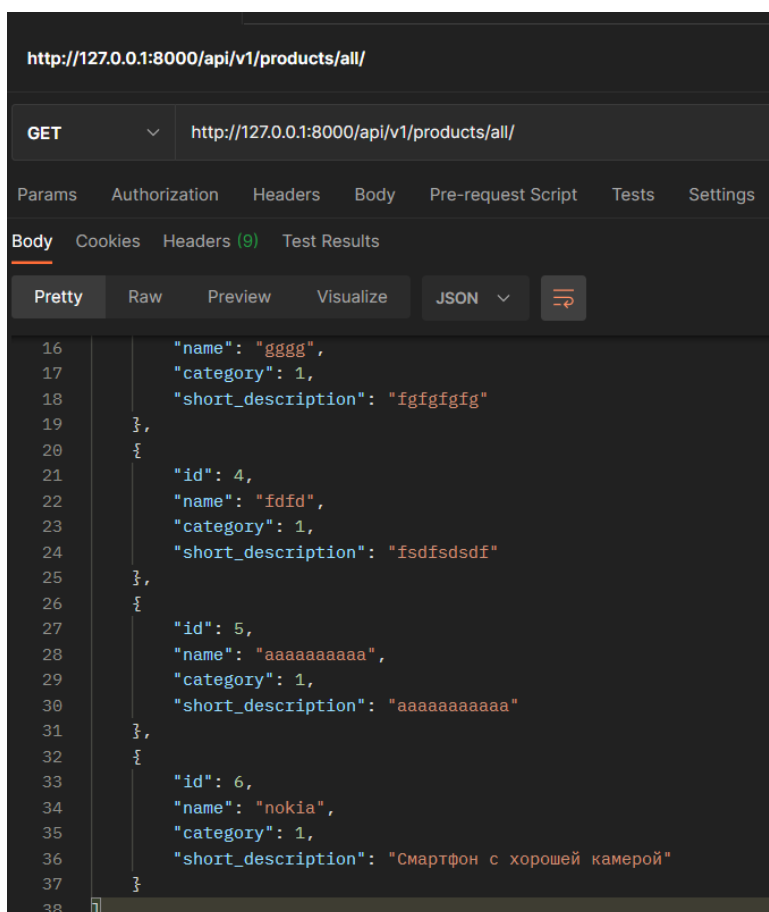 http://127.0.0.1:8000/api/v1/products/all/
GET http://127.0.0.1:8000/api/v1/products/all/
Params Authorization Headers Body Pre-request Script Tests Settings
Body Cookies Headers (9) Test Results
Pretty Raw Preview Visualize JSON
16 "name": "gggg",
17 "category": 1,
18 "short_description": "fgfgfgfg"
19 },
20 {
21 "id": 4,
22 "name": "fdfd",
23 "category": 1,
24 "short_description": "fsdfsdsdf"
25 },
26 {
27 "id": 5,
28 "name": "aaaaaaaaaa",
29 "category": 1,
30 "short_description": "aaaaaaaaaaa"
31 },
32 {
33 "id": 6,
34 "name": "nokia",
35 "category": 1,
36 "short_description": "Смартфон с хорошей камерой"
37 }
38 ]